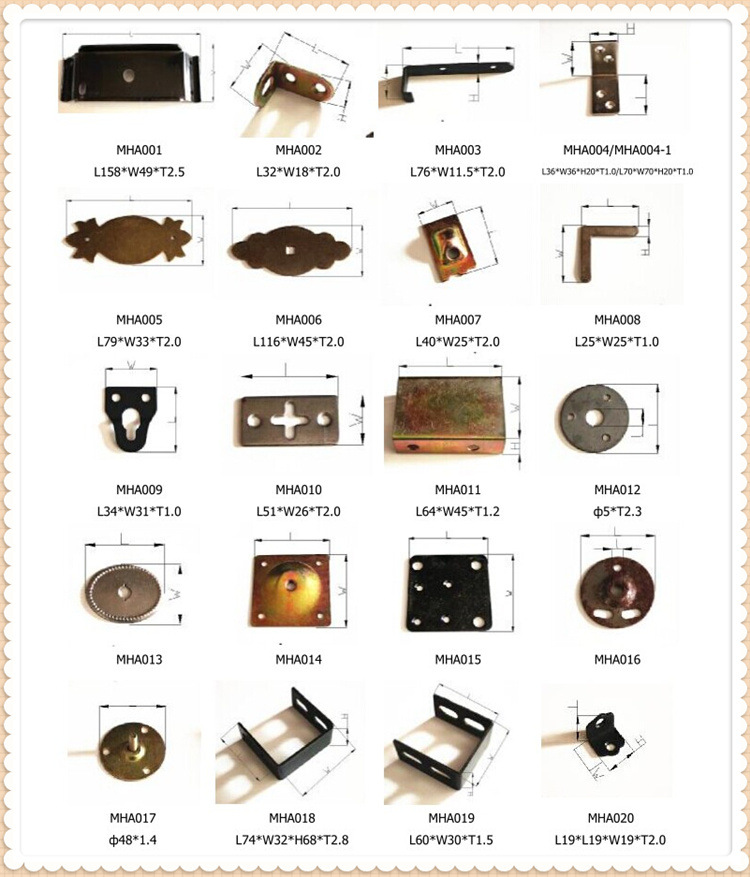 MHA001 MHA002 MHA003 MHA004/MHA004-1
L158*W49*T2.5 L32*W18*T2.0 L76*W11.5*T2.0 L36*W36*H20*T1.0/L70*W70*H20*T1.0
MHA005 MHA006 MHA007 MHA008
L79*W33*T2.0 L116*W45*T2.0 L40*W25*T2.0 L25*W25*T1.0
MHA009 MHA010 MHA011 MHA012
L34*W31*T1.0 L51*W26*T2.0 L64*W45*T1.2 ф5*T2.3
MHA013 MHA014 MHA015 MHA016
MHA017 MHA018 MHA019 MHA020
ф48*1.4 L74*W32*H68*T2.8 L60*W30*T1.5 L19*L19*W19*T2.0